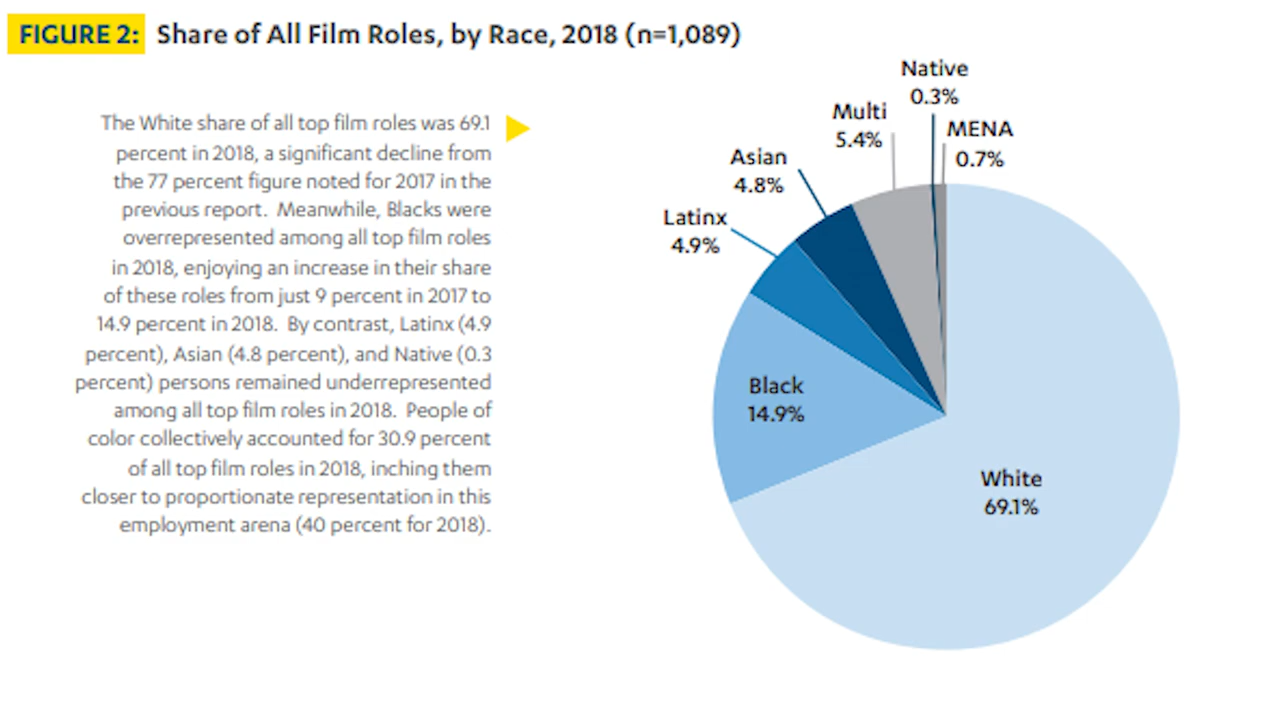 FIGURE 2: Share of All Film Roles, by Race, 2018 (n=1,089)
The White share of all top film roles was 69.1
percent in 2018, a significant decline from
the 77 percent figure noted for 2017 in the
previous report. Meanwhile, Blacks were
overrepresented among all top film roles
in 2018, enjoying an increase in their share
of these roles from just 9 percent in 2017 to
14.9 percent in 2018. By contrast, Latinx (4.9
percent), Asian (4.8 percent), and Native (0.3
percent) persons remained underrepresented
among all top film roles in 2018. People of
color collectively accounted for 30.9 percent
of all top film roles in 2018, inching them
closer to proportionate representation in this
employment arena (40 percent for 2018).
Native
0.3%
Multi
5.4%
MENA
0.7%
Asian
4.8%
Latinx
4.9%
Black
14.9%
White
69.1%